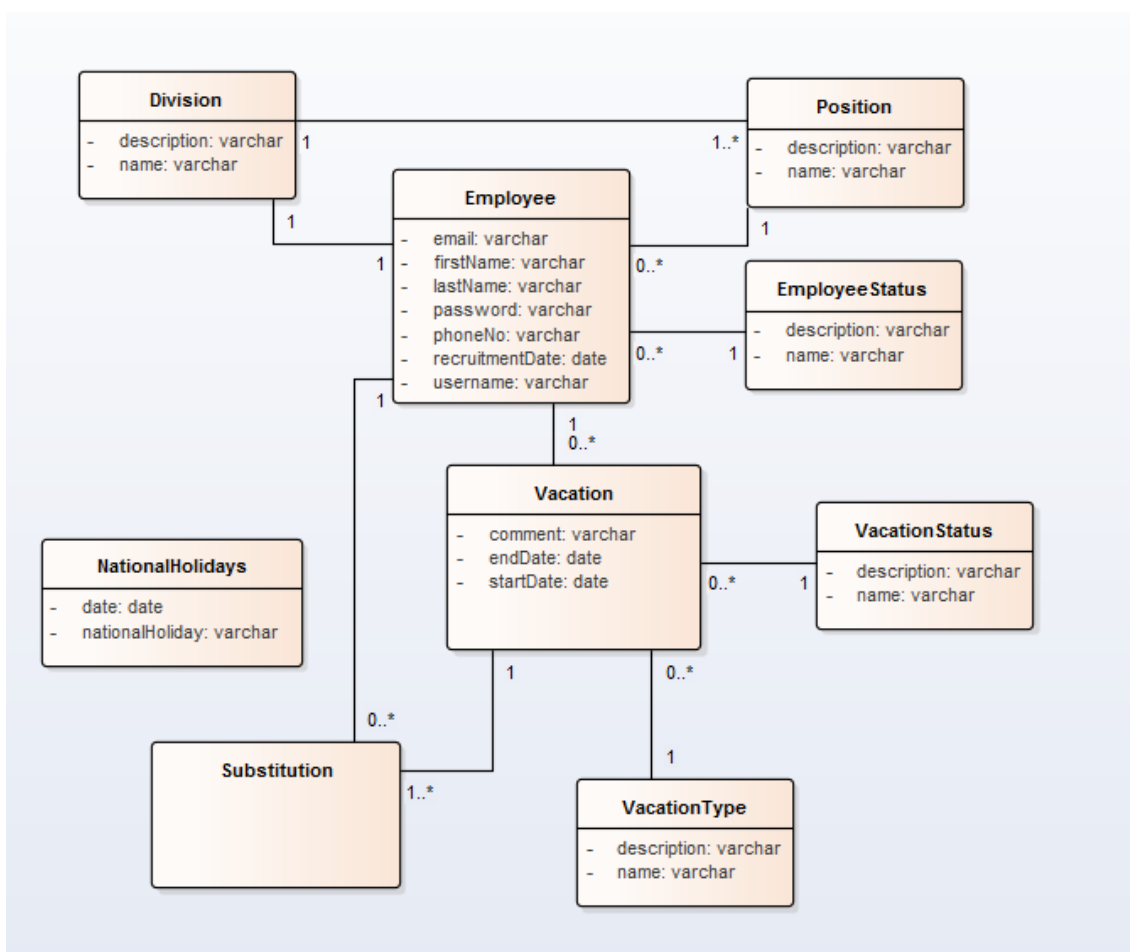 Division
- description: varchar
- name: varchar
1
1..*
Position
- description: varchar
- name: varchar
1
1
Employee
- email: varchar
- firstName: varchar
- lastName: varchar
- password: varchar
- phoneNo: varchar
- recruitmentDate: date
- username: varchar
1
0..*
EmployeeStatus
- description: varchar
- name: varchar
0..*
1
1
1
0..*
Vacation
- comment: varchar
- endDate: date
- startDate: date
VacationStatus
- description: varchar
- name: varchar
0..*
1
NationalHolidays
- date: date
- nationalHoliday: varchar
1
0..*
0..*
1
Substitution
1..*
VacationType
- description: varchar
- name: varchar